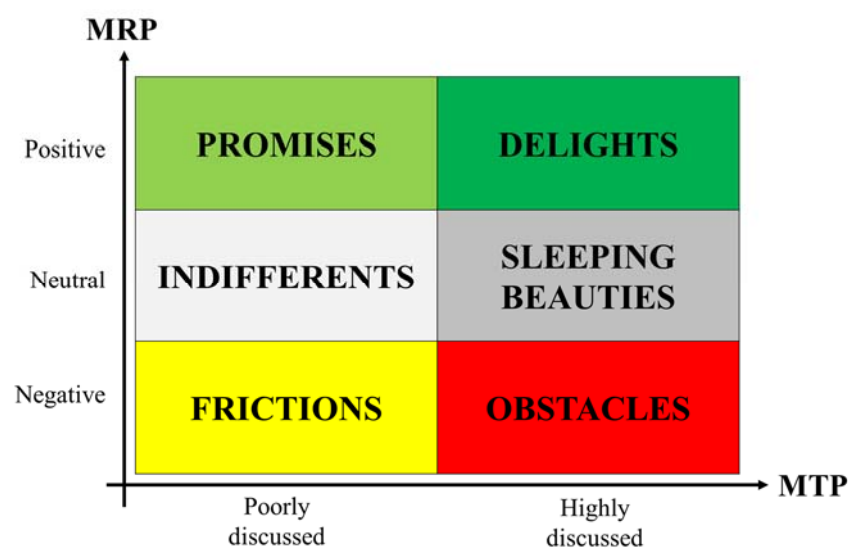 MRP
Positive
PROMISES
DELIGHTS
Neutral
INDIFFERENTS
SLEEPING
BEAUTIES
Negative
FRICTIONS
OBSTACLES
MTP
Poorly
discussed
Highly
discussed